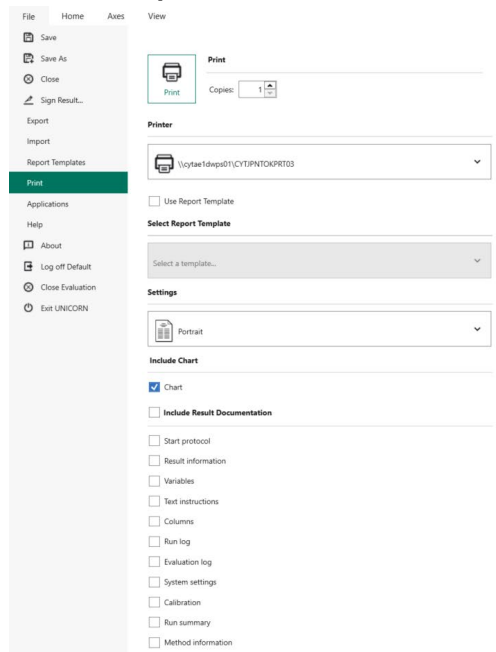 File Home Axes View
Save
Save As
Close
Sign Result...
Export
Import
Report Templates
Print
Applications
Help
About
Log off Default
Close Evaluation
Exit UNICORN
Print
Print
Copies: 1
Printer
\\cytae1dwps01\CYTJPNTOKPRT03
Use Report Template
Select Report Template
Select a template...
Settings
Portrait
Include Chart
Chart
Include Result Documentation
Start protocol
Result information
Variables
Text instructions
Columns
Run log
Evaluation log
System settings
Calibration
Run summary
Method information